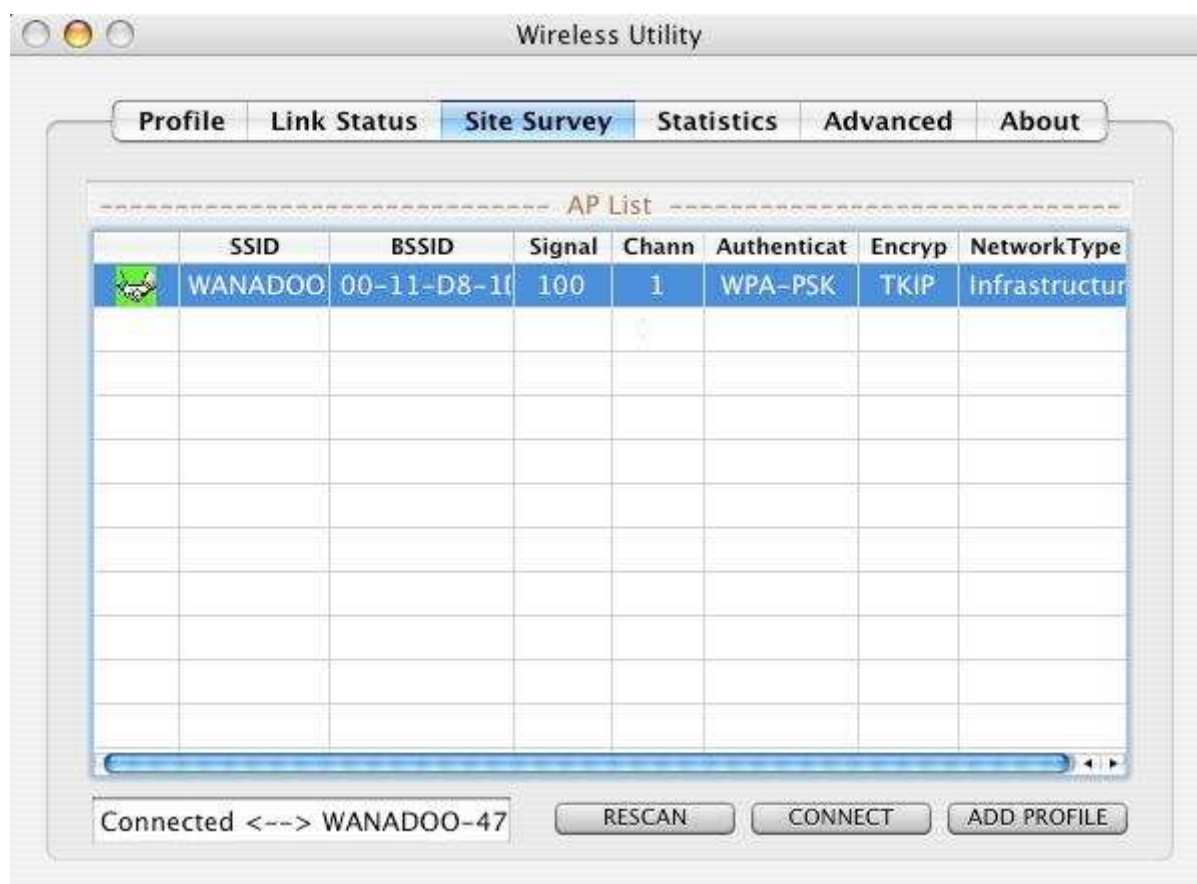 Wireless Utility
Profile Link Status Site Survey Statistics Advanced About
AP List
SSID BSSID Signal Chann Authenticat Encryp NetworkType
WANADOO 00-11-D8-1 100 1 WPA-PSK TKIP Infrastructur
Connected <--> WANADOO-47 RESCAN CONNECT ADD PROFILE